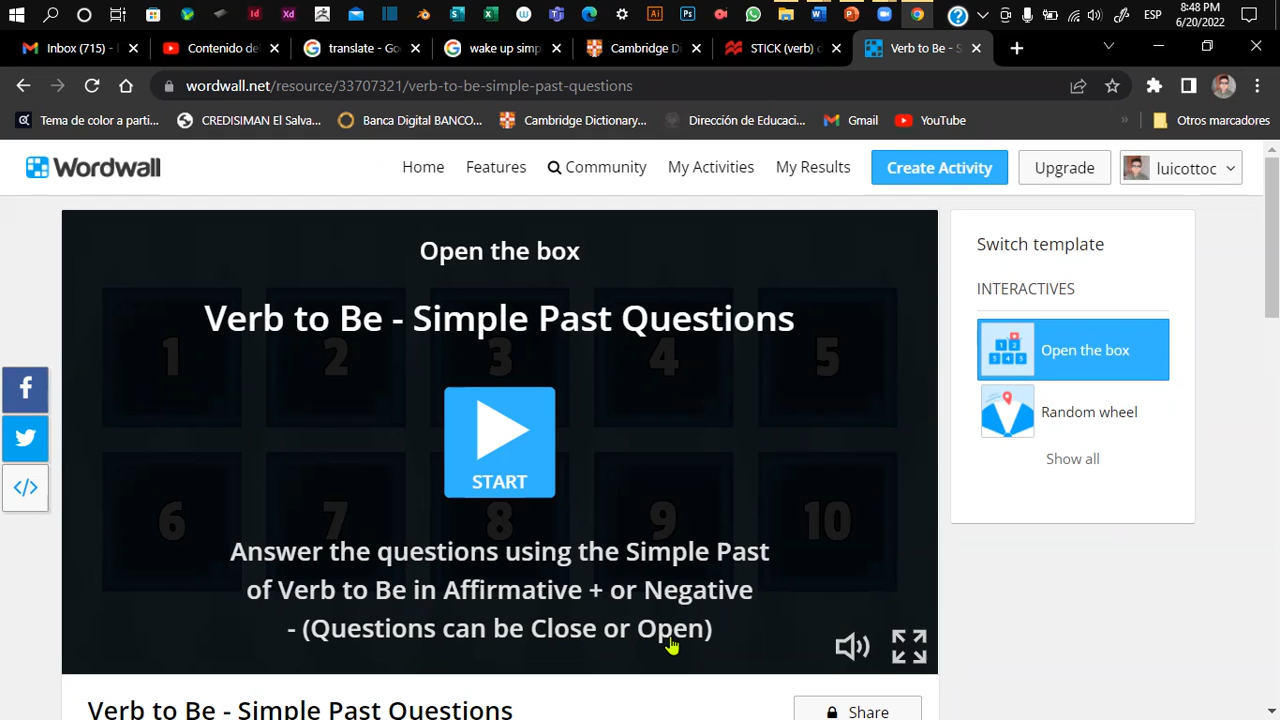 8:48 PM
ESP
6/20/2022
Inbox (715) -
Contenido de
translate - Go
wake up simp
Cambridge Di
STICK (verb) c
Verb to Be - S
wordwall.net/resource/33707321/verb-to-be-simple-past-questions
Tema de color a parti...
CREDISIMAN El Salva...
Banca Digital BANCO...
Cambridge Dictionary...
Dirección de Educaci...
Gmail
YouTube
»
Otros marcadores
Wordwall
Home
Features
Community
My Activities
My Results
Create Activity
Upgrade
luicottoc
Open the box
Verb to Be - Simple Past Questions
1 2 3 4 5
START
6 7 8 9 10
Answer the questions using the Simple Past
of Verb to Be in Affirmative + or Negative
- (Questions can be Close or Open)
Switch template
INTERACTIVES
Open the box
Random wheel
Show all
Verb to Be - Simple Past Questions
Share